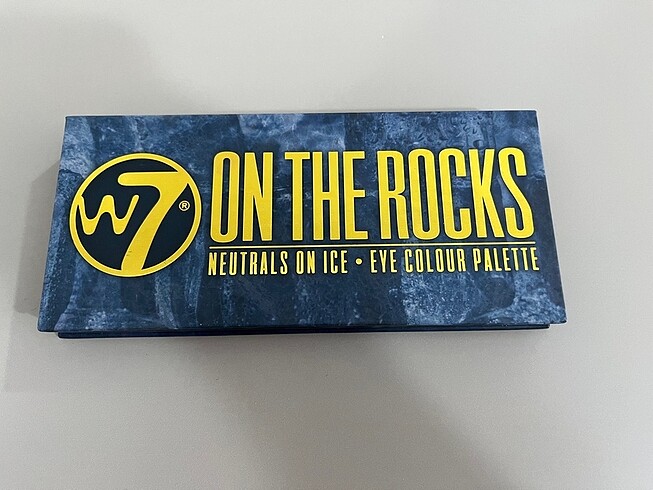 W7®
ON THE ROCKS
NEUTRALS ON ICE • EYE COLOUR PALETTE